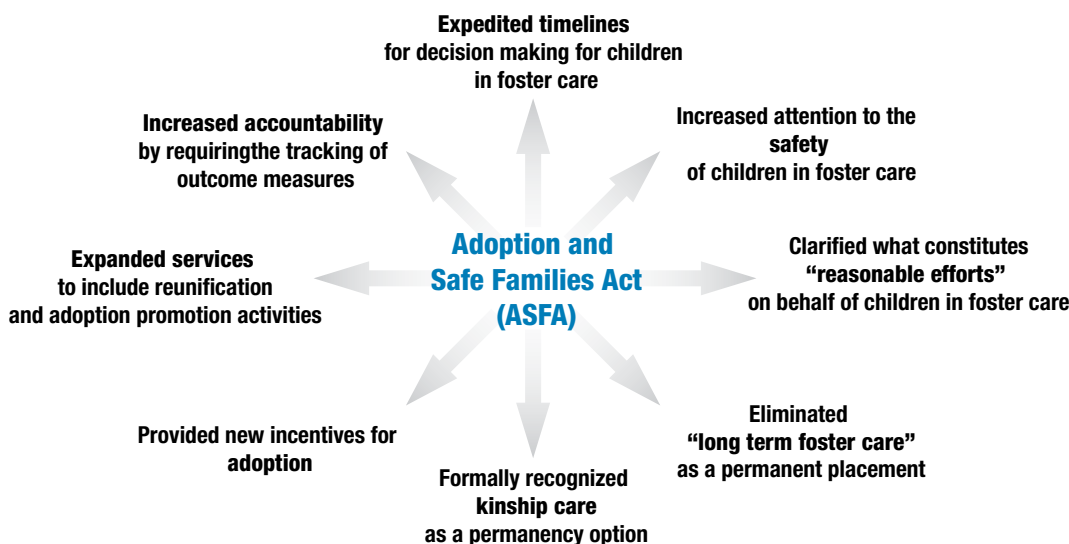 Expedited timelines
for decision making for children
in foster care
Increased attention to the
safety
of children in foster care
Increased accountability
by requiringthe tracking of
outcome measures
Adoption and
Safe Families Act
(ASFA)
Clarified what constitutes
“reasonable efforts”
on behalf of children in foster care
Expanded services
to include reunification
and adoption promotion activities
Eliminated
“long term foster care”
as a permanent placement
Provided new incentives for
adoption
Formally recognized
kinship care
as a permanency option